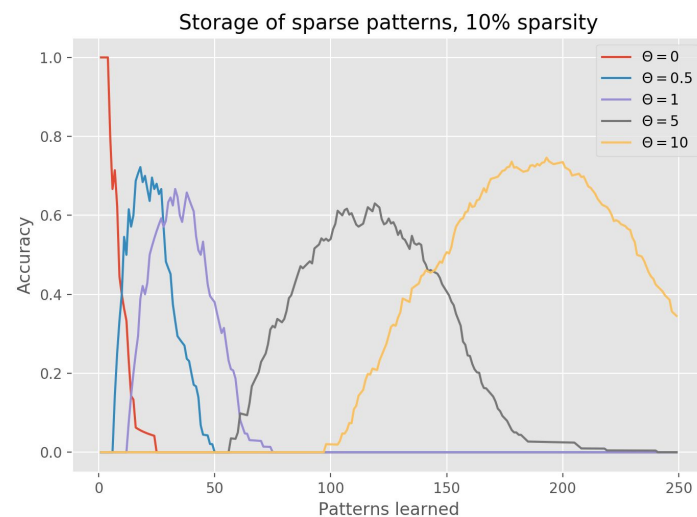 Storage of sparse patterns, 10% sparsity
Θ = 0
Θ = 0.5
Θ = 1
Θ = 5
Θ = 10
1.0
0.8
0.6
0.4
0.2
0.0
Accuracy
0 50 100 150 200 250
Patterns learned